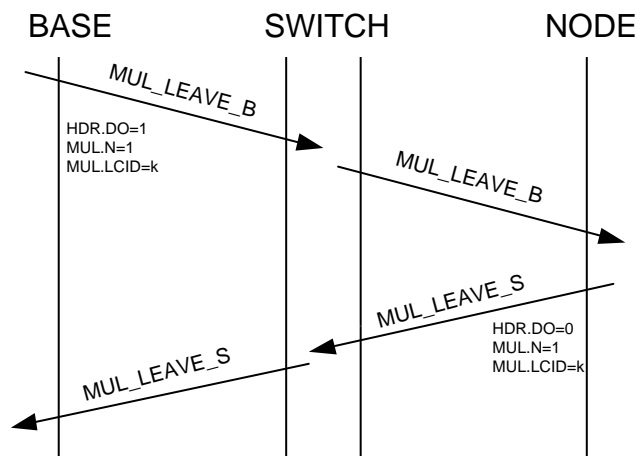 BASE SWITCH NODE
MUL_LEAVE_B
HDR.DO=1
MUL.N=1
MUL.LCID=k
MUL_LEAVE_B
MUL_LEAVE_S
HDR.DO=0
MUL.N=1
MUL.LCID=k
MUL_LEAVE_S